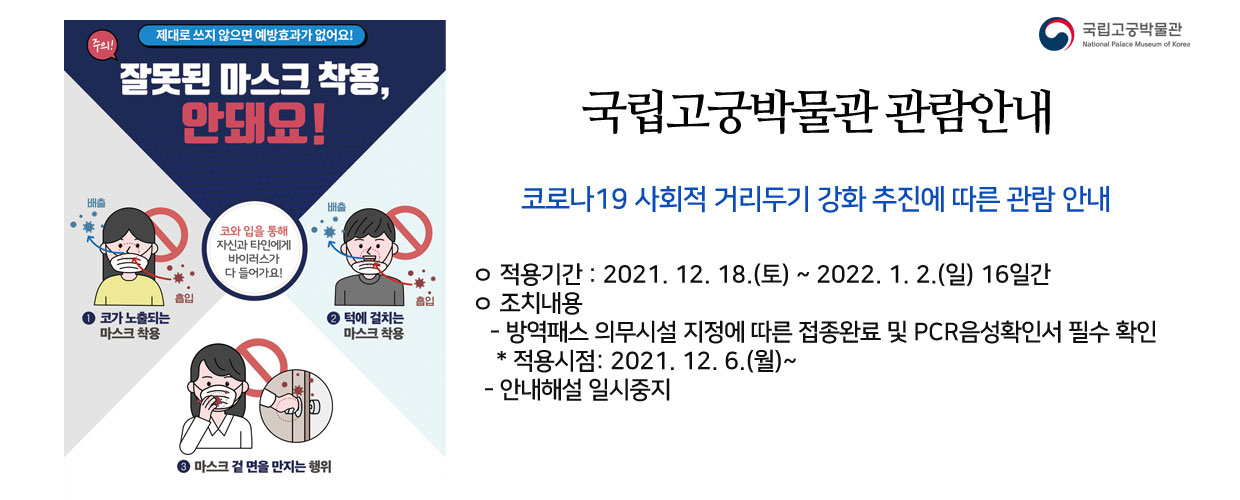 주의!
제대로 쓰지 않으면 예방효과가 없어요!
잘못된 마스크 착용,
안돼요!
배출
흡입
① 코가 노출되는
마스크 착용
코와 입을 통해
자신과 타인에게
바이러스가
다 들어가요!
배출
흡입
② 턱에 걸치는
마스크 착용
③ 마스크 겉 면을 만지는 행위
국립고궁박물관
National Palace Museum of Korea
국립고궁박물관 관람안내
코로나19 사회적 거리두기 강화 추진에 따른 관람 안내
ㅇ 적용기간 : 2021. 12. 18.(토) ~ 2022. 1. 2.(일) 16일간
ㅇ 조치내용
- 방역패스 의무시설 지정에 따른 접종완료 및 PCR음성확인서 필수 확인
* 적용시점: 2021. 12. 6.(월)~
- 안내해설 일시중지